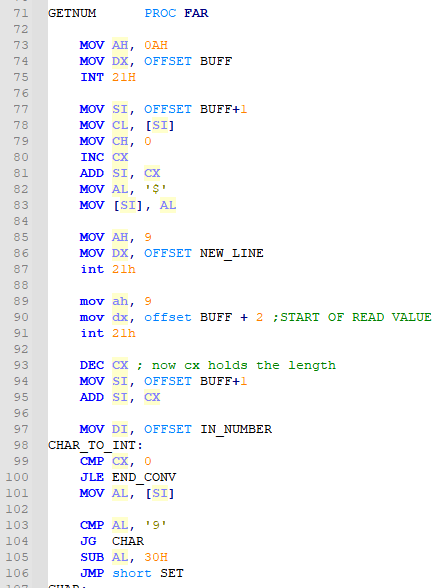 71 GETNUM PROC FAR
72
73 MOV AH, 0AH
74 MOV DX, OFFSET BUFF
75 INT 21H
76
77 MOV SI, OFFSET BUFF+1
78 MOV CL, [SI]
79 MOV CH, 0
80 INC CX
81 ADD SI, CX
82 MOV AL, '$'
83 MOV [SI], AL
84
85 MOV AH, 9
86 MOV DX, OFFSET NEW_LINE
87 int 21h
88
89 mov ah, 9
90 mov dx, offset BUFF + 2 ;START OF READ VALUE
91 int 21h
92
93 DEC CX ; now cx holds the length
94 MOV SI, OFFSET BUFF+1
95 ADD SI, CX
96
97 MOV DI, OFFSET IN_NUMBER
98 CHAR_TO_INT:
99 CMP CX, 0
100 JLE END_CONV
101 MOV AL, [SI]
102
103 CMP AL, '9'
104 JG CHAR
105 SUB AL, 30H
106 JMP short SET